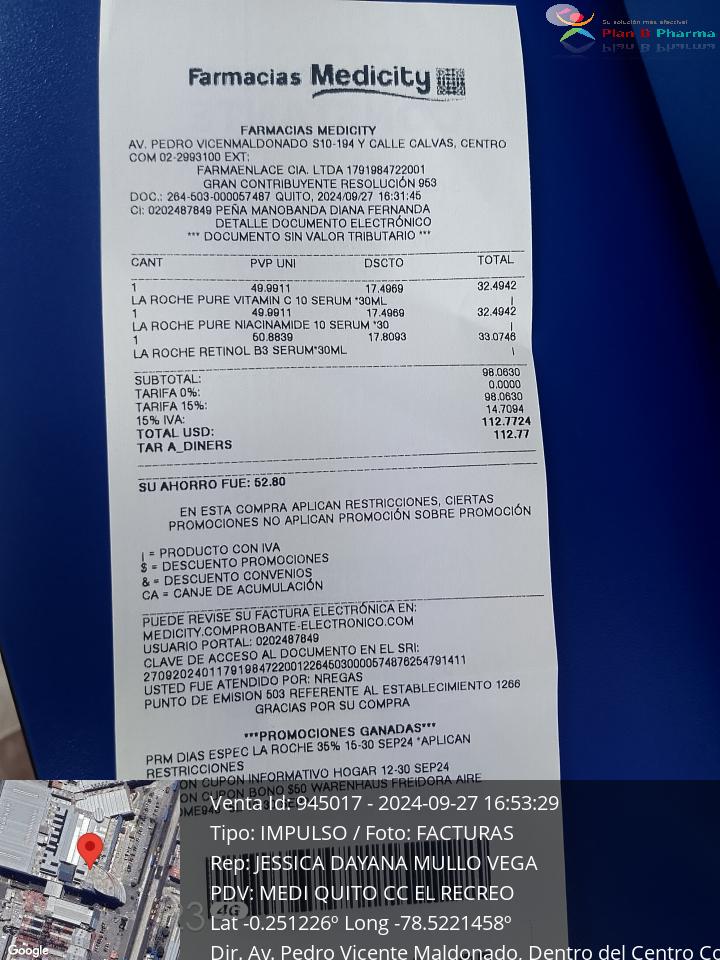 Su solución más efectiva!
Plan B Pharma
Farmacias Medicity
FARMACIAS MEDICITY
AV. PEDRO VICENMALDONADO S10-194 Y CALLE CALVAS, CENTRO
COM 02-2993100 EXT:
FARMAENLACE CIA. LTDA 1791984722001
GRAN CONTRIBUYENTE RESOLUCIÓN 953
DOC.: 264-503-000057487 QUITO, 2024/09/27 16:31:45
CI: 0202487849 PEÑA MANOBANDA DIANA FERNANDA
DETALLE DOCUMENTO ELECTRÓNICO
*** DOCUMENTO SIN VALOR TRIBUTARIO ***
CANT PVP UNI DSCTO TOTAL
1 49.9911 17.4969 32.4942
LA ROCHE PURE VITAMIN C 10 SERUM *30ML |
1 49.9911 17.4969 32.4942
LA ROCHE PURE NIACINAMIDE 10 SERUM *30 |
1 50.8839 17.8093 33.0746
LA ROCHE RETINOL B3 SERUM*30ML |
SUBTOTAL: 98.0630
TARIFA 0%: 0.0000
TARIFA 15%: 98.0630
15% IVA: 14.7094
TOTAL USD: 112.7724
TAR A_DINERS 112.77
SU AHORRO FUE: 52.80
EN ESTA COMPRA APLICAN RESTRICCIONES, CIERTAS
PROMOCIONES NO APLICAN PROMOCIÓN SOBRE PROMOCIÓN
| = PRODUCTO CON IVA
$ = DESCUENTO PROMOCIONES
& = DESCUENTO CONVENIOS
CA = CANJE DE ACUMULACIÓN
PUEDE REVISE SU FACTURA ELECTRÓNICA EN:
MEDICITY.COMPROBANTE-ELECTRONICO.COM
USUARIO PORTAL: 0202487849
CLAVE DE ACCESO AL DOCUMENTO EN EL SRI:
2709202401179198472200122645030000574876254791411
USTED FUE ATENDIDO POR: NREGAS
PUNTO DE EMISION 503 REFERENTE AL ESTABLECIMIENTO 1266
GRACIAS POR SU COMPRA
***PROMOCIONES GANADAS***
PRM DIAS ESPEC LA ROCHE 35% 15-30 SEP24 *APLICAN
RESTRICCIONES
CUPON INFORMATIVO HOGAR 12-30 SEP24
CUPON BONO $50 WARENHAUS FREIDORA AIRE
Venta id: 945017 - 2024-09-27 16:53:29
Tipo: IMPULSO / Foto: FACTURAS
Rep: JESSICA DAYANA MULLO VEGA
PDV: MEDI QUITO CC EL RECREO
Lat -0.251226º Long -78.5221458º
Dir. Av. Pedro Vicente Maldonado, Dentro del Centro Co
4G
Google